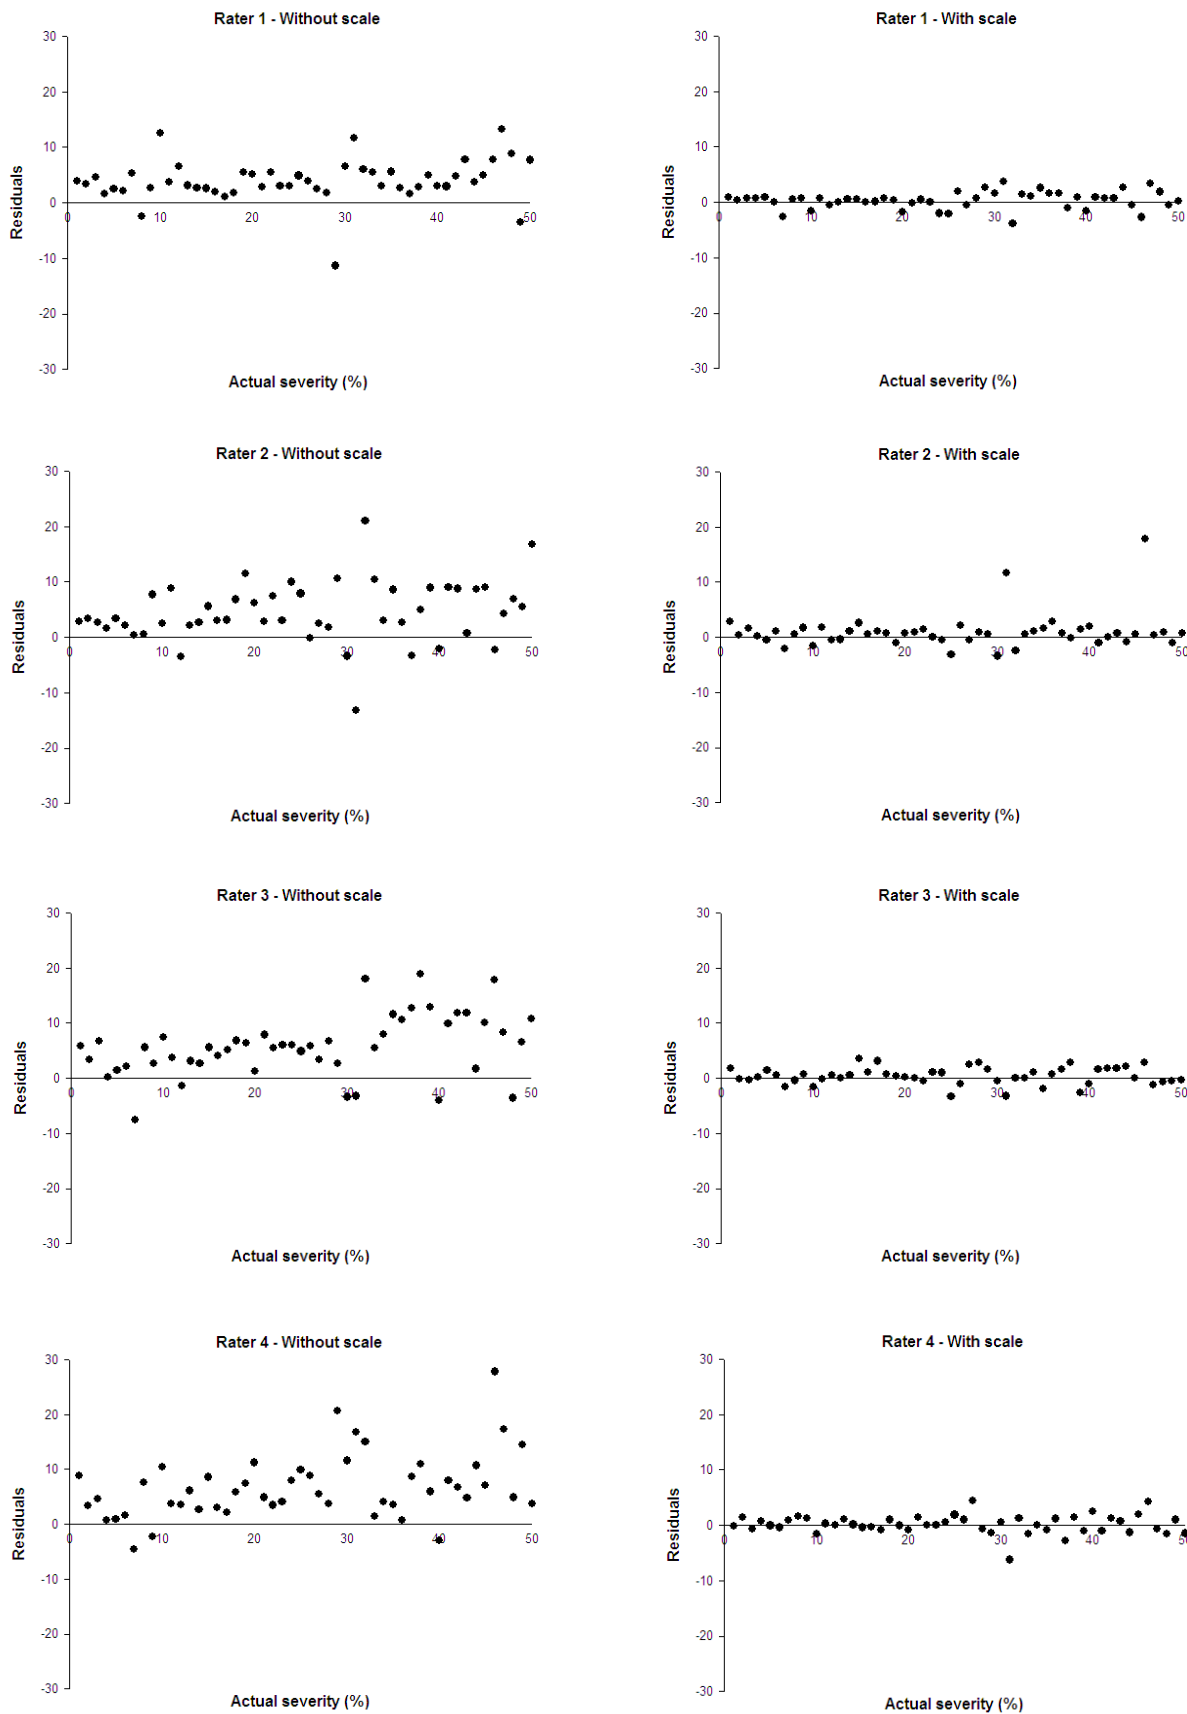 Rater 1 - Without scale
30
20
10
0
-10
-20
-30
0 10 20 30 40 50
Residuals
Actual severity (%)
Rater 1 - With scale
30
20
10
0
-10
-20
-30
0 10 20 30 40 50
Residuals
Actual severity (%)
Rater 2 - Without scale
30
20
10
0
-10
-20
-30
0 10 20 30 40 50
Residuals
Actual severity (%)
Rater 2 - With scale
30
20
10
0
-10
-20
-30
0 10 20 30 40 50
Residuals
Actual severity (%)
Rater 3 - Without scale
30
20
10
0
-10
-20
-30
0 10 20 30 40 50
Residuals
Actual severity (%)
Rater 3 - With scale
30
20
10
0
-10
-20
-30
0 10 20 30 40 50
Residuals
Actual severity (%)
Rater 4 - Without scale
30
20
10
0
-10
-20
-30
0 10 20 30 40 50
Residuals
Actual severity (%)
Rater 4 - With scale
30
20
10
0
-10
-20
-30
0 10 20 30 40 50
Residuals
Actual severity (%)